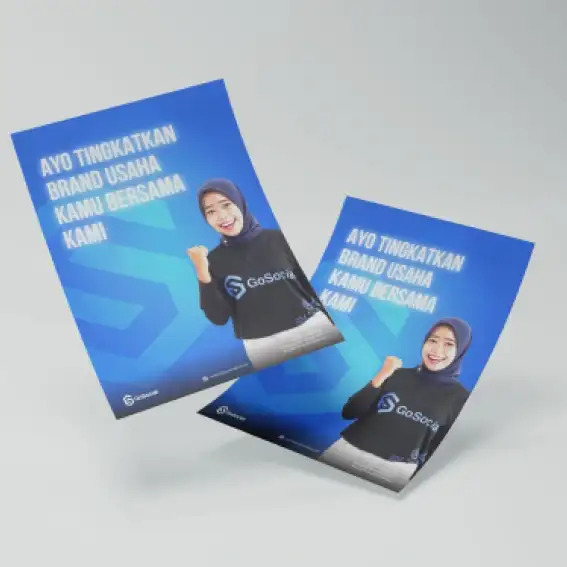 AYO TINGKATKAN
BRAND USAHA
KAMU BERSAMA
KAMI
GoSocial
GoSocial
AYO TINGKATKAN
BRAND USAHA
KAMU BERSAMA
KAMI
GoSocial
GoSocial